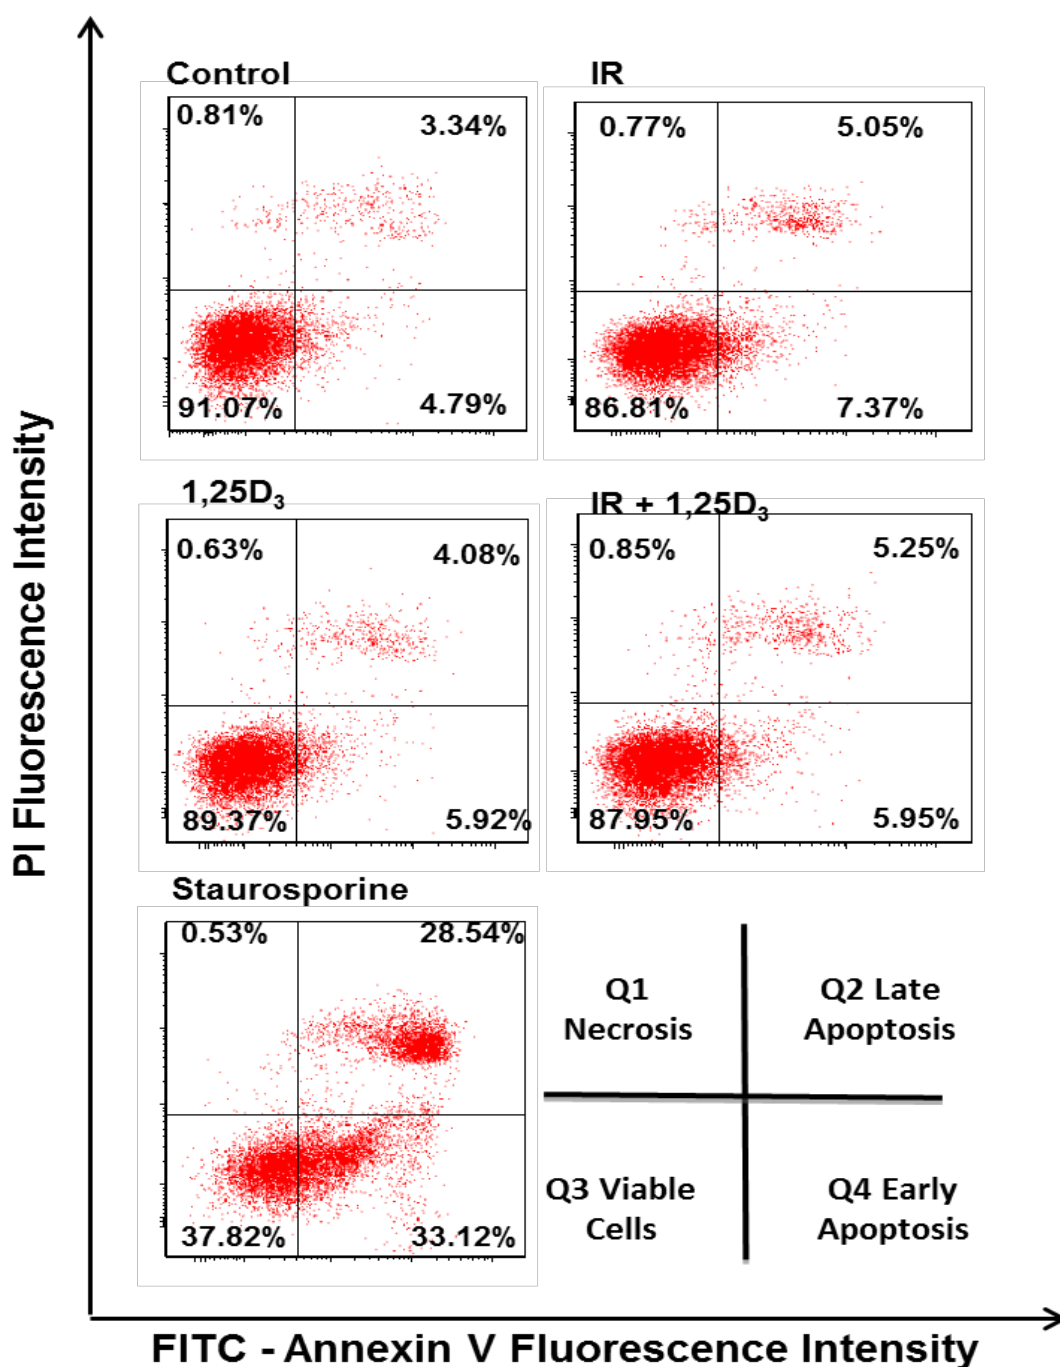 Control
0.81%
3.34%
91.07%
4.79%
IR
0.77%
5.05%
86.81%
7.37%
1,25D₃
0.63%
4.08%
89.37%
5.92%
IR + 1,25D₃
0.85%
5.25%
87.95%
5.95%
Staurosporine
0.53%
28.54%
37.82%
33.12%
Q1
Necrosis
Q2 Late
Apoptosis
Q3 Viable
Cells
Q4 Early
Apoptosis
PI Fluorescence Intensity
FITC - Annexin V Fluorescence Intensity